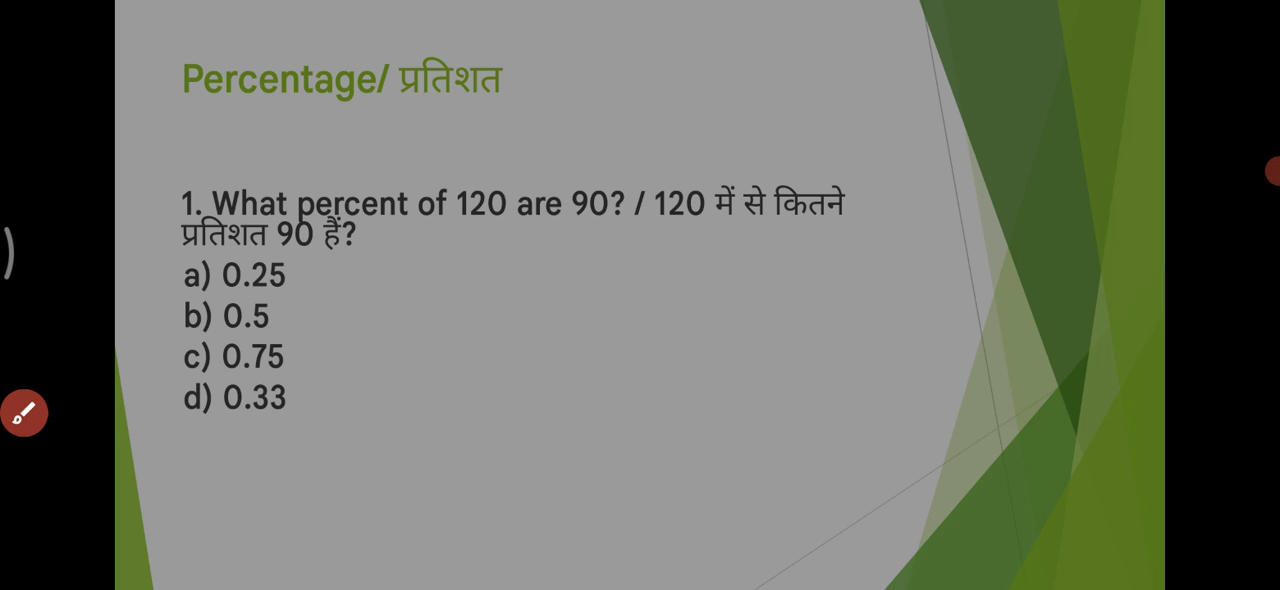 Percentage/ प्रतिशत
1. What percent of 120 are 90? / 120 में से कितने
प्रतिशत 90 हैं?
a) 0.25
b) 0.5
c) 0.75
d) 0.33